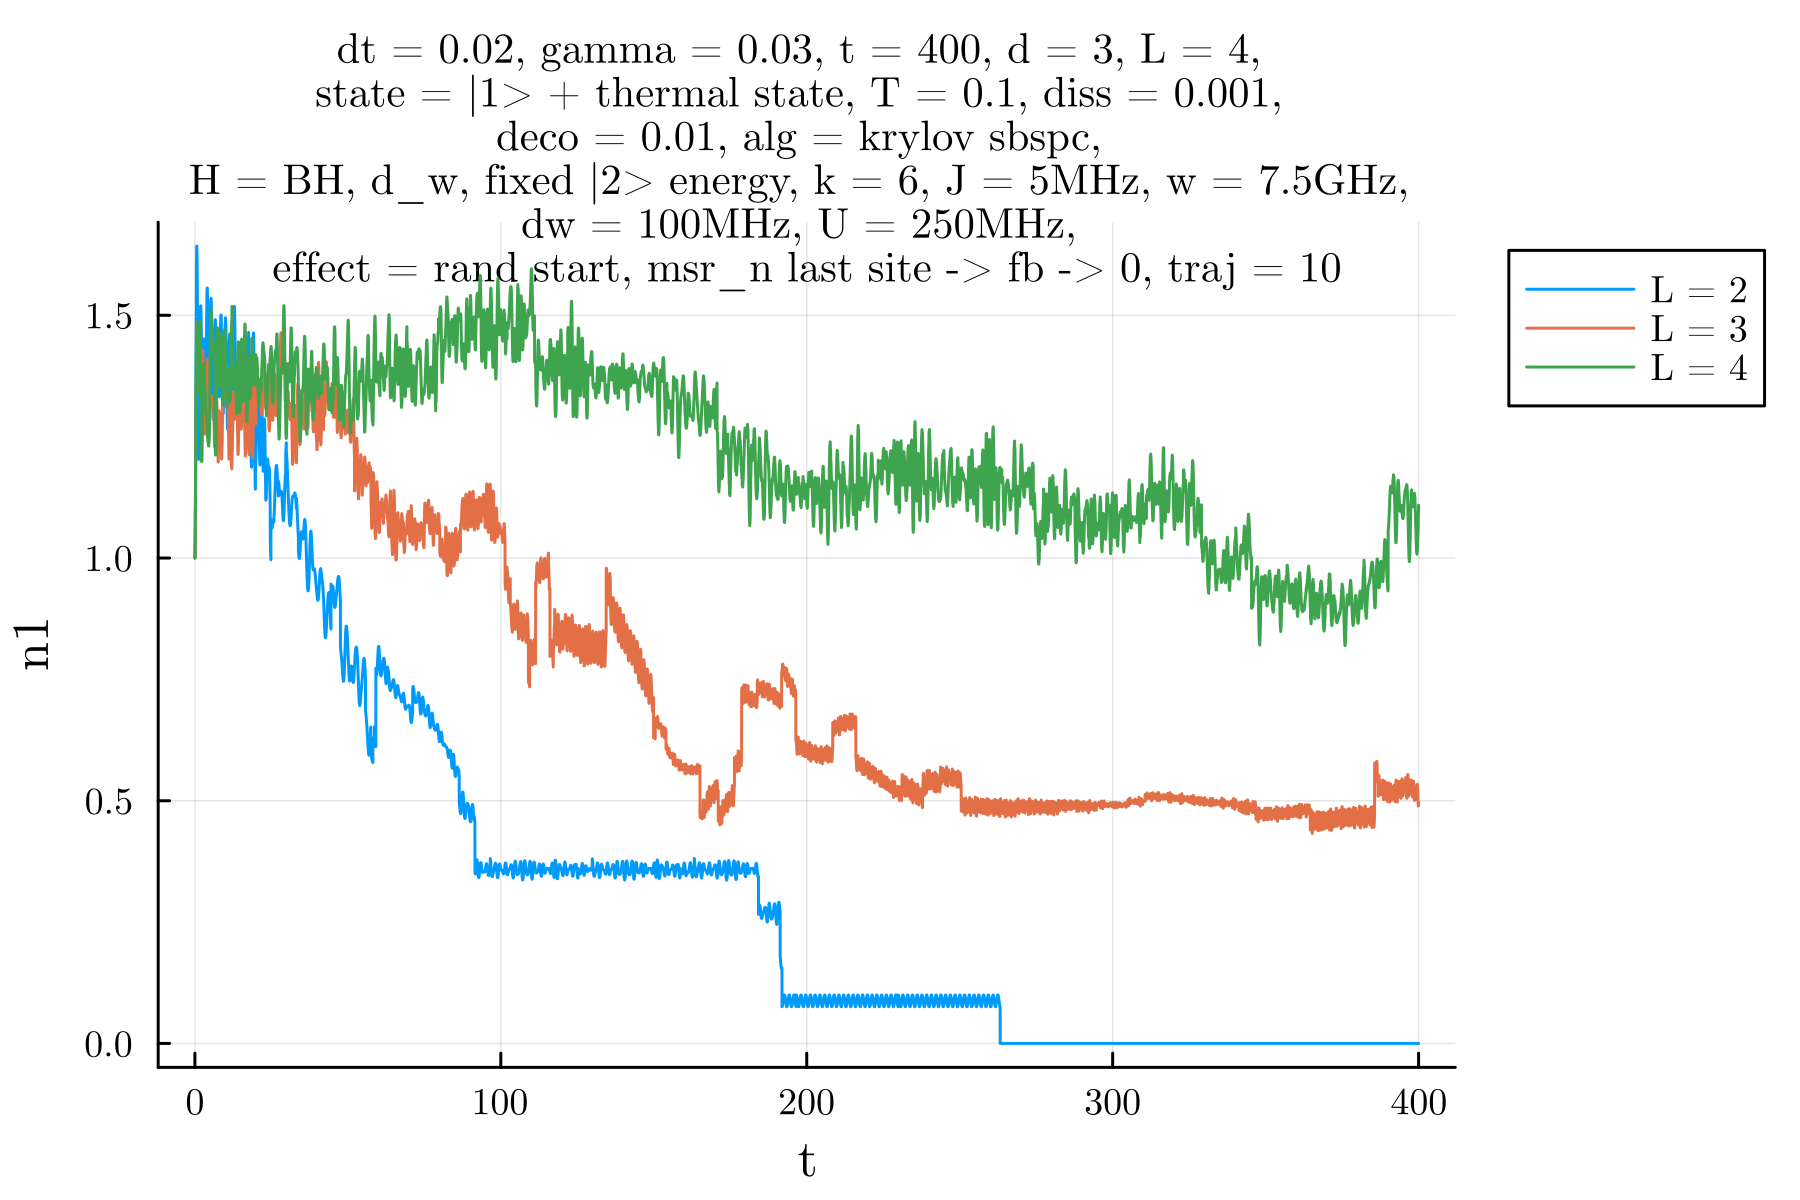 dt = 0.02, gamma = 0.03, t = 400, d = 3, L = 4,
state = |1> + thermal state, T = 0.1, diss = 0.001,
deco = 0.01, alg = krylov sbspc,
H = BH, d_w, fixed |2> energy, k = 6, J = 5MHz, w = 7.5GHz,
dw = 100MHz, U = 250MHz,
effect = rand start, msr_n last site -> fb -> 0, traj = 10
L = 2
L = 3
L = 4
1.5
1.0
0.5
0.0
n1
0 100 200 300 400
t